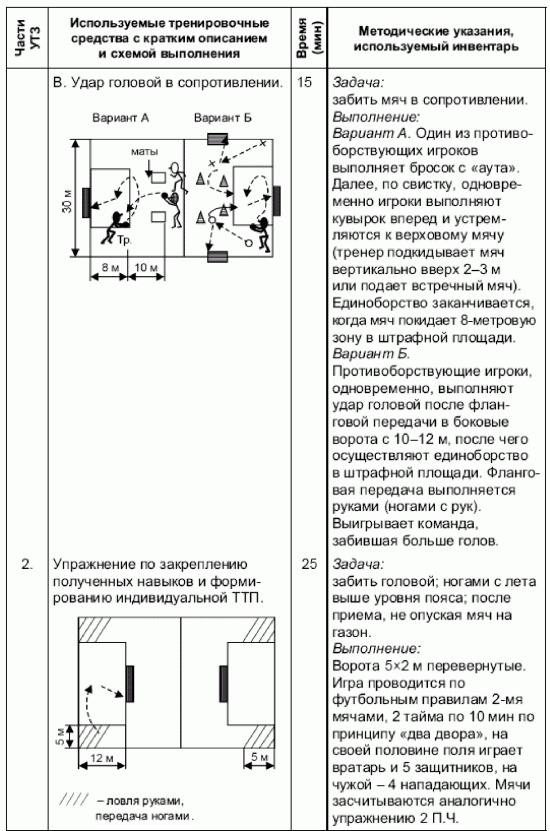 Части УТЗ
Используемые тренировочные
средства с кратким описанием
и схемой выполнения
Время (мин)
Методические указания,
используемый инвентарь
В. Удар головой в сопротивлении.
15
Вариант А
Вариант Б
маты
30 м
Тр.
8 м
10 м
Задача:
забить мяч в сопротивлении.
Выполнение:
Вариант А. Один из противо-
борствующих игроков
выполняет бросок с «аута».
Далее, по свистку, одновре-
менно игроки выполняют
кувырок вперед и устрем-
ляются к верховому мячу
(тренер подкидывает мяч
вертикально вверх 2–3 м
или подает встречный мяч).
Единоборство заканчивается,
когда мяч покидает 8-метровую
зону в штрафной площади.
Вариант Б.
Противоборствующие игроки,
одновременно, выполняют
удар головой после флан-
говой передачи в боковые
ворота с 10–12 м, после чего
осуществляют единоборство
в штрафной площади. Фланго-
вая передача выполняется
руками (ногами с рук).
Выигрывает команда,
забившая больше голов.
2.
Упражнение по закреплению
полученных навыков и форми-
рованию индивидуальной ТТП.
25
5 м
12 м
5 м
– ловля руками,
передача ногами.
Задача:
забить головой; ногами с лета
выше уровня пояса; после
приема, не опуская мяч на
газон.
Выполнение:
Ворота 5×2 м перевернутые.
Игра проводится по
футбольным правилам 2-мя
мячами, 2 тайма по 10 мин по
принципу «два двора», на
своей половине поля играет
вратарь и 5 защитников, на
чужой – 4 нападающих. Мячи
засчитываются аналогично
упражнению 2 П.Ч.